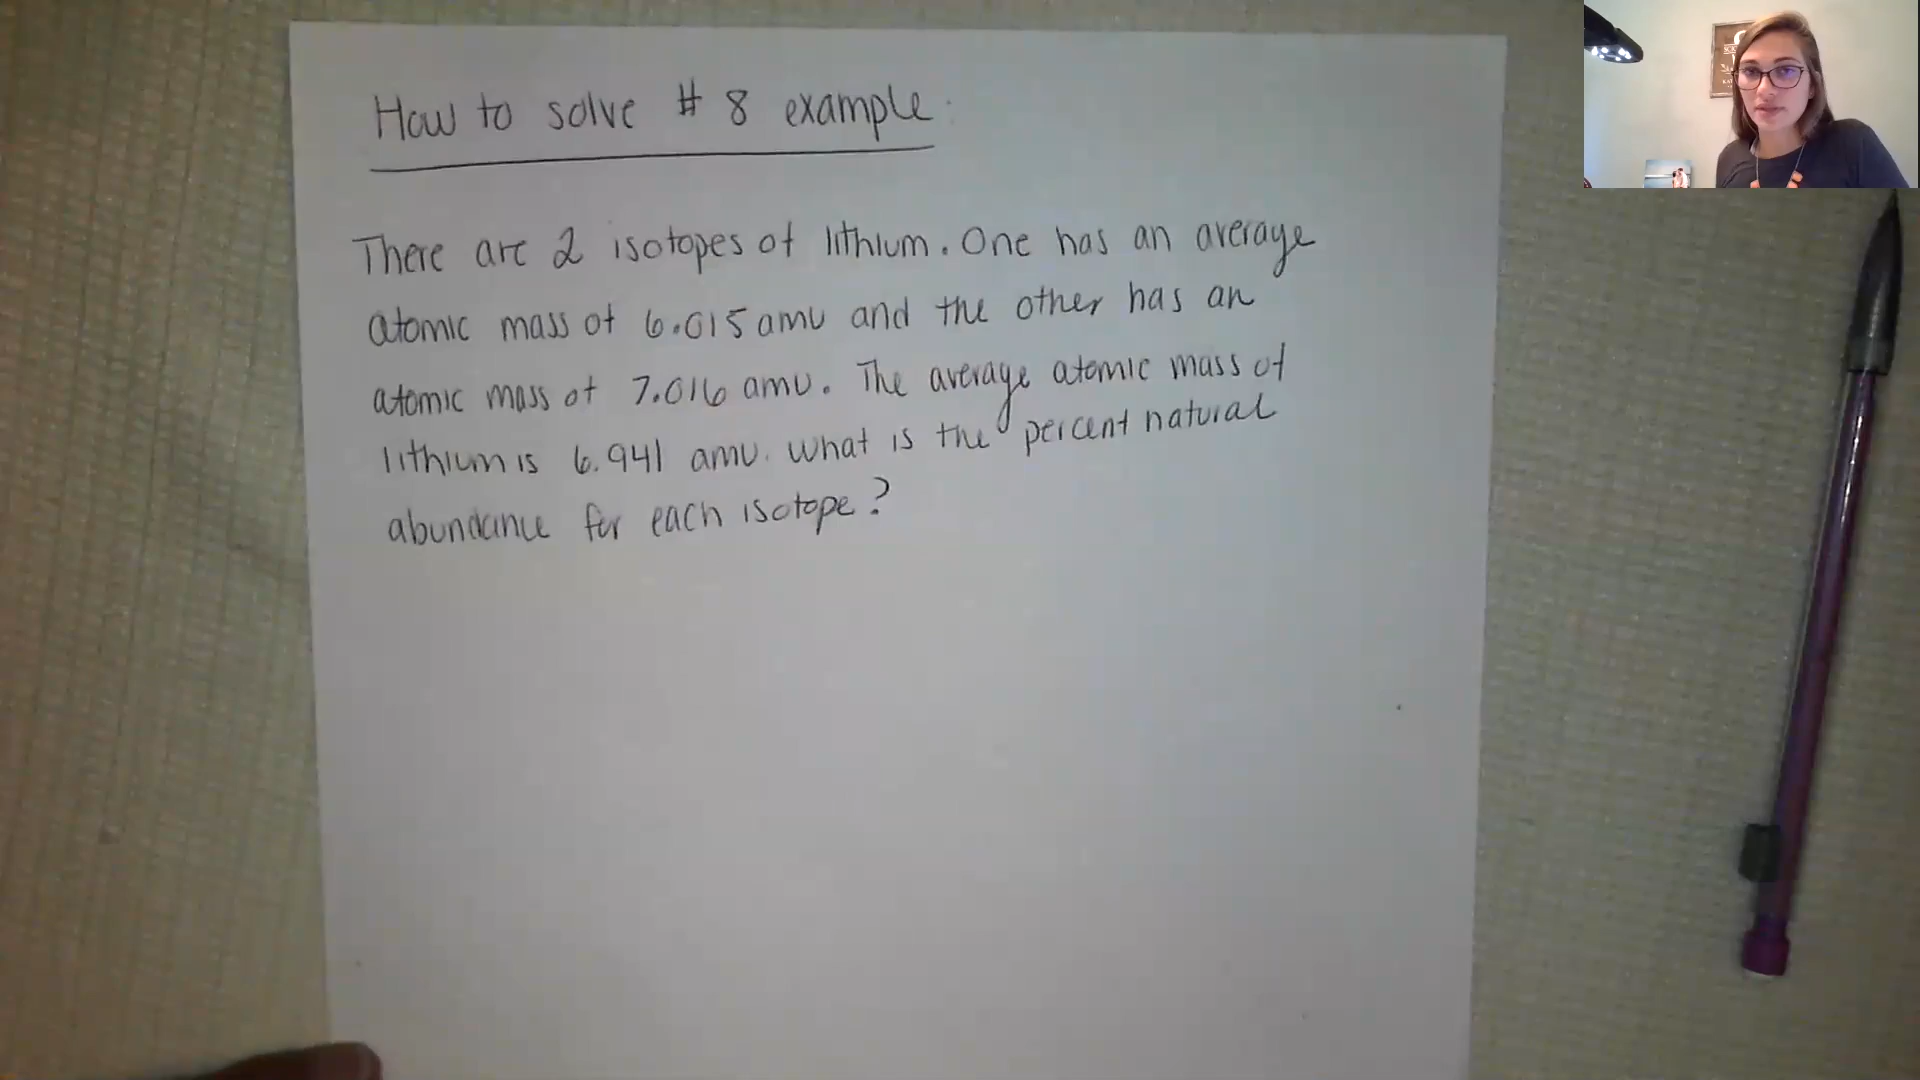 How to solve # 8 example:
There are 2 isotopes of lithium. One has an average
atomic mass of 6.015 amu and the other has an
atomic mass of 7.016 amu. The average atomic mass of
lithium is 6.941 amu. what is the percent natural
abundance for each isotope?